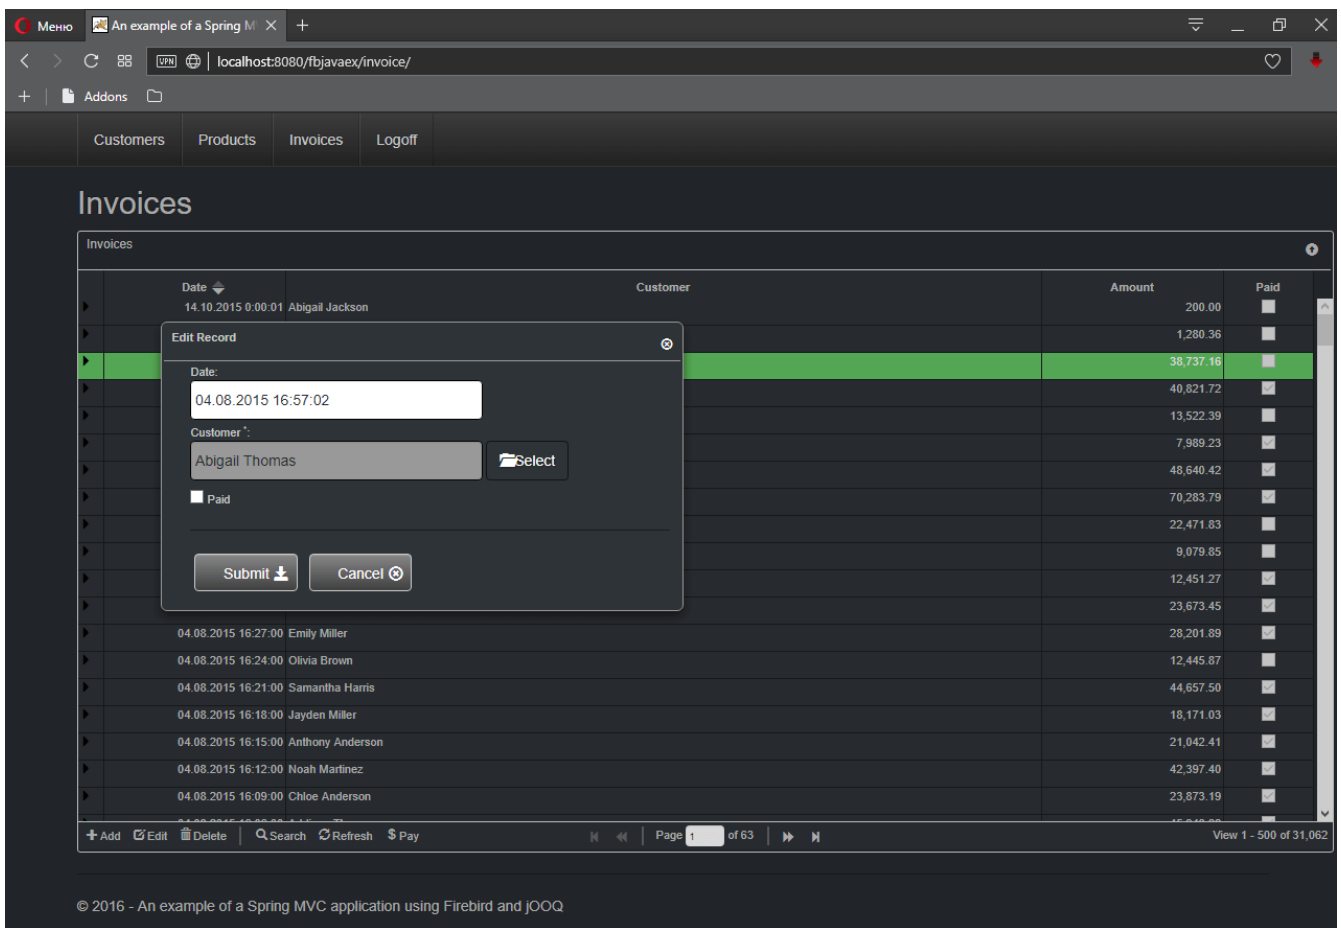 Меню An example of a Spring M
VPN localhost:8080/fbjavaex/invoice/
Addons
Customers Products Invoices Logoff
Invoices
Invoices
Date Customer Amount Paid
14.10.2015 0:00:01 Abigail Jackson 200.00
1,280.36
38,737.16
40,821.72
13,522.39
7,989.23
48,640.42
70,283.79
22,471.83
9,079.85
12,451.27
23,673.45
Edit Record
Date:
04.08.2015 16:57:02
Customer*:
Abigail Thomas Select
Paid
Submit Cancel
04.08.2015 16:27:00 Emily Miller 28,201.89
04.08.2015 16:24:00 Olivia Brown 12,445.87
04.08.2015 16:21:00 Samantha Harris 44,657.50
04.08.2015 16:18:00 Jayden Miller 18,171.03
04.08.2015 16:15:00 Anthony Anderson 21,042.41
04.08.2015 16:12:00 Noah Martinez 42,397.40
04.08.2015 16:09:00 Chloe Anderson 23,873.19
Add Edit Delete Search Refresh $ Pay Page 1 of 63 View 1 - 500 of 31,062
© 2016 - An example of a Spring MVC application using Firebird and jOOQ